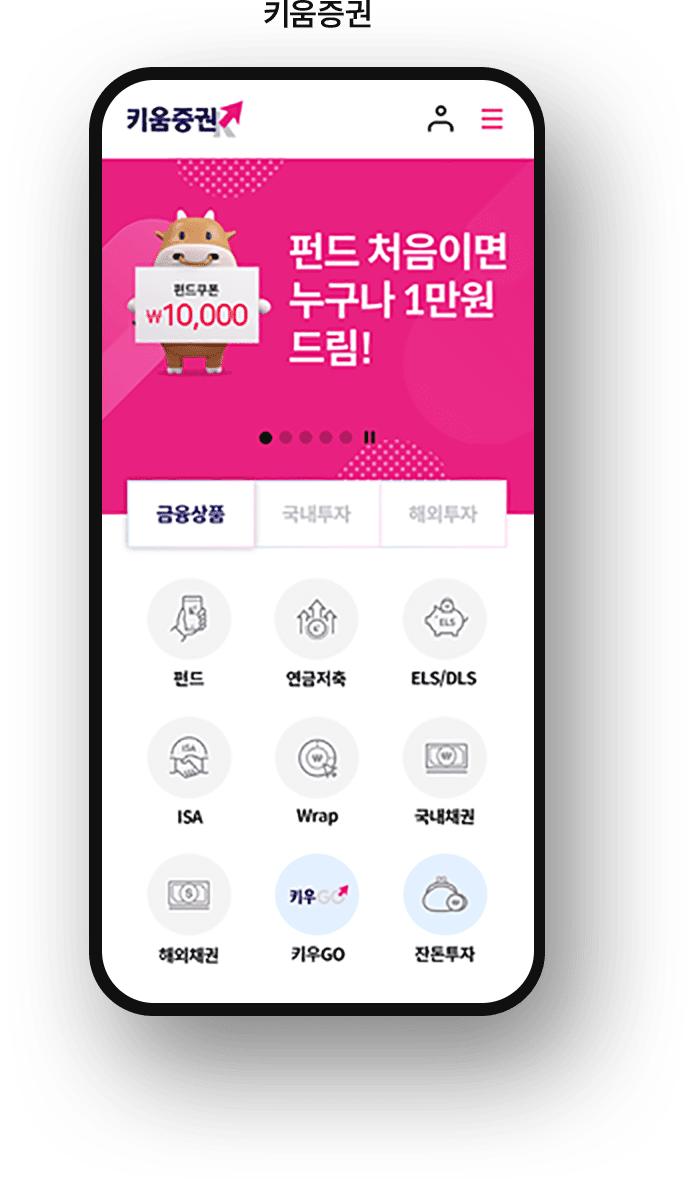 키움증권
키움증권
펀드쿠폰
₩10,000
펀드 처음이면
누구나 1만원
드림!
금융상품
국내투자
해외투자
ELS
펀드
연금저축
ELS/DLS
ISA
ISA
Wrap
국내채권
키우GO
해외채권
키우GO
잔돈투자